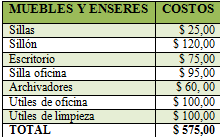 MUEBLES Y ENSERES COSTOS
Sillas $ 25,00
Sillón $ 120,00
Escritorio $ 75,00
Silla oficina $ 95,00
Archivadores $ 60, 00
Utiles de oficina $ 100,00
Utiles de limpieza $ 100,00
TOTAL $ 575,00